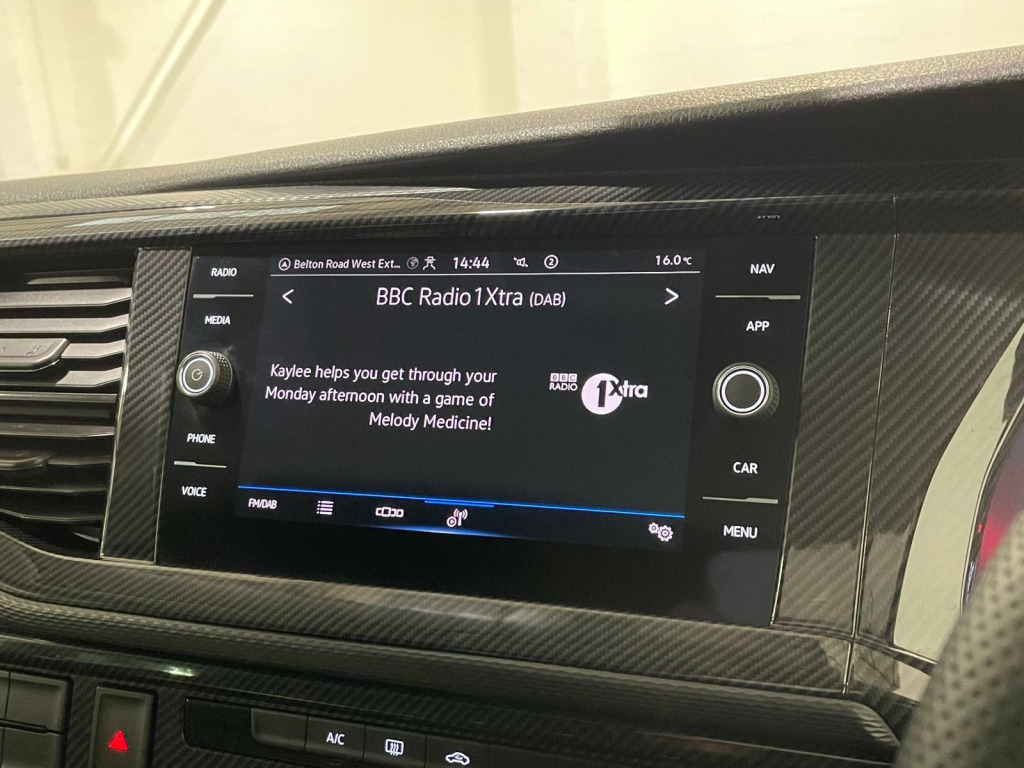 RADIO
MEDIA
PHONE
VOICE
Belton Road West Ext... 14:44 2 16.0°C
< BBC Radio 1Xtra (DAB) >
Kaylee helps you get through your
Monday afternoon with a game of
Melody Medicine!
BBC
RADIO 1Xtra
FM/DAB
NAV
APP
CAR
MENU
A/C